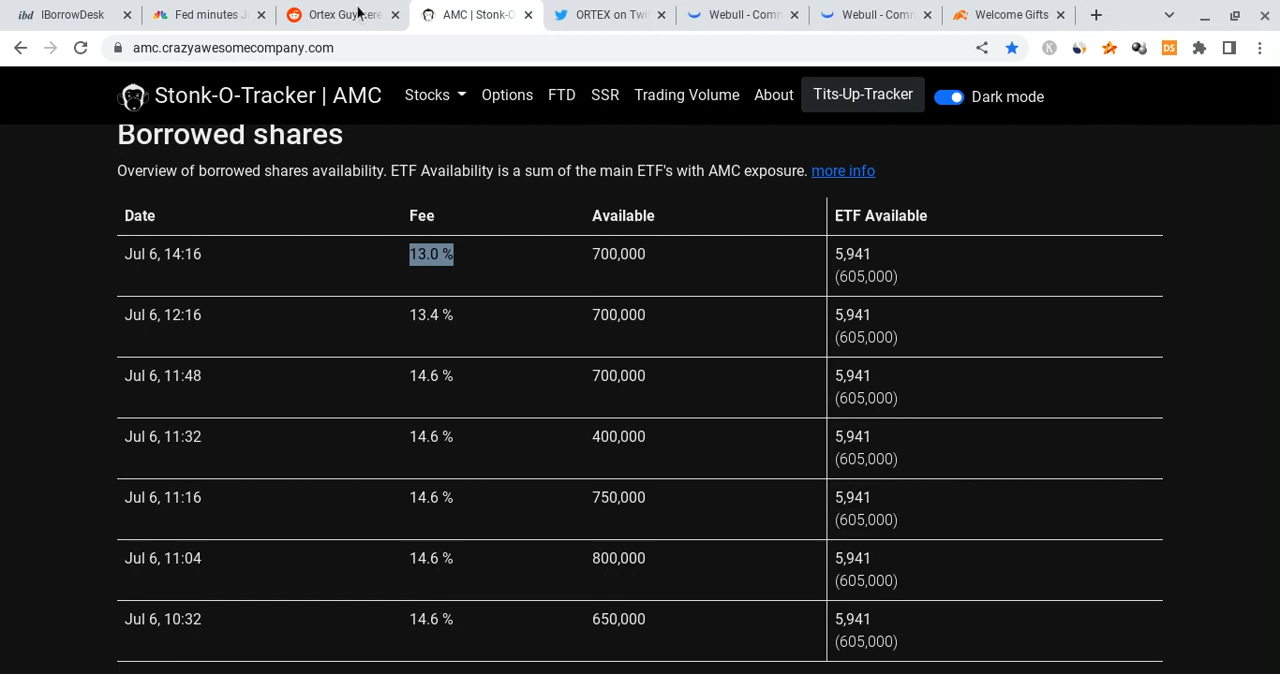 IBorrowDesk
Fed minutes J
Ortex Guy
AMC | Stonk-O
ORTEX on Twi
Webull - Comm
Webull - Comm
Welcome Gifts
amc.crazyawesomecompany.com
K
DS
Stonk-O-Tracker | AMC
Stocks
Options
FTD
SSR
Trading Volume
About
Tits-Up-Tracker
Dark mode
Borrowed shares
Overview of borrowed shares availability. ETF Availability is a sum of the main ETF's with AMC exposure. more info
Date Fee Available ETF Available
Jul 6, 14:16 13.0 % 700,000 5,941
(605,000)
Jul 6, 12:16 13.4 % 700,000 5,941
(605,000)
Jul 6, 11:48 14.6 % 700,000 5,941
(605,000)
Jul 6, 11:32 14.6 % 400,000 5,941
(605,000)
Jul 6, 11:16 14.6 % 750,000 5,941
(605,000)
Jul 6, 11:04 14.6 % 800,000 5,941
(605,000)
Jul 6, 10:32 14.6 % 650,000 5,941
(605,000)